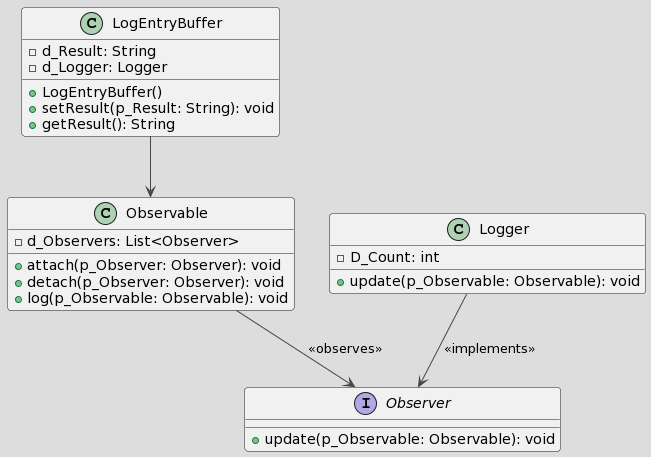 C LogEntryBuffer
d_Result: String
d_Logger: Logger
LogEntryBuffer()
setResult(p_Result: String): void
getResult(): String
C Observable
d_Observers: List<Observer>
attach(p_Observer: Observer): void
detach(p_Observer: Observer): void
log(p_Observable: Observable): void
C Logger
D_Count: int
update(p_Observable: Observable): void
«observes»
«implements»
I Observer
update(p_Observable: Observable): void